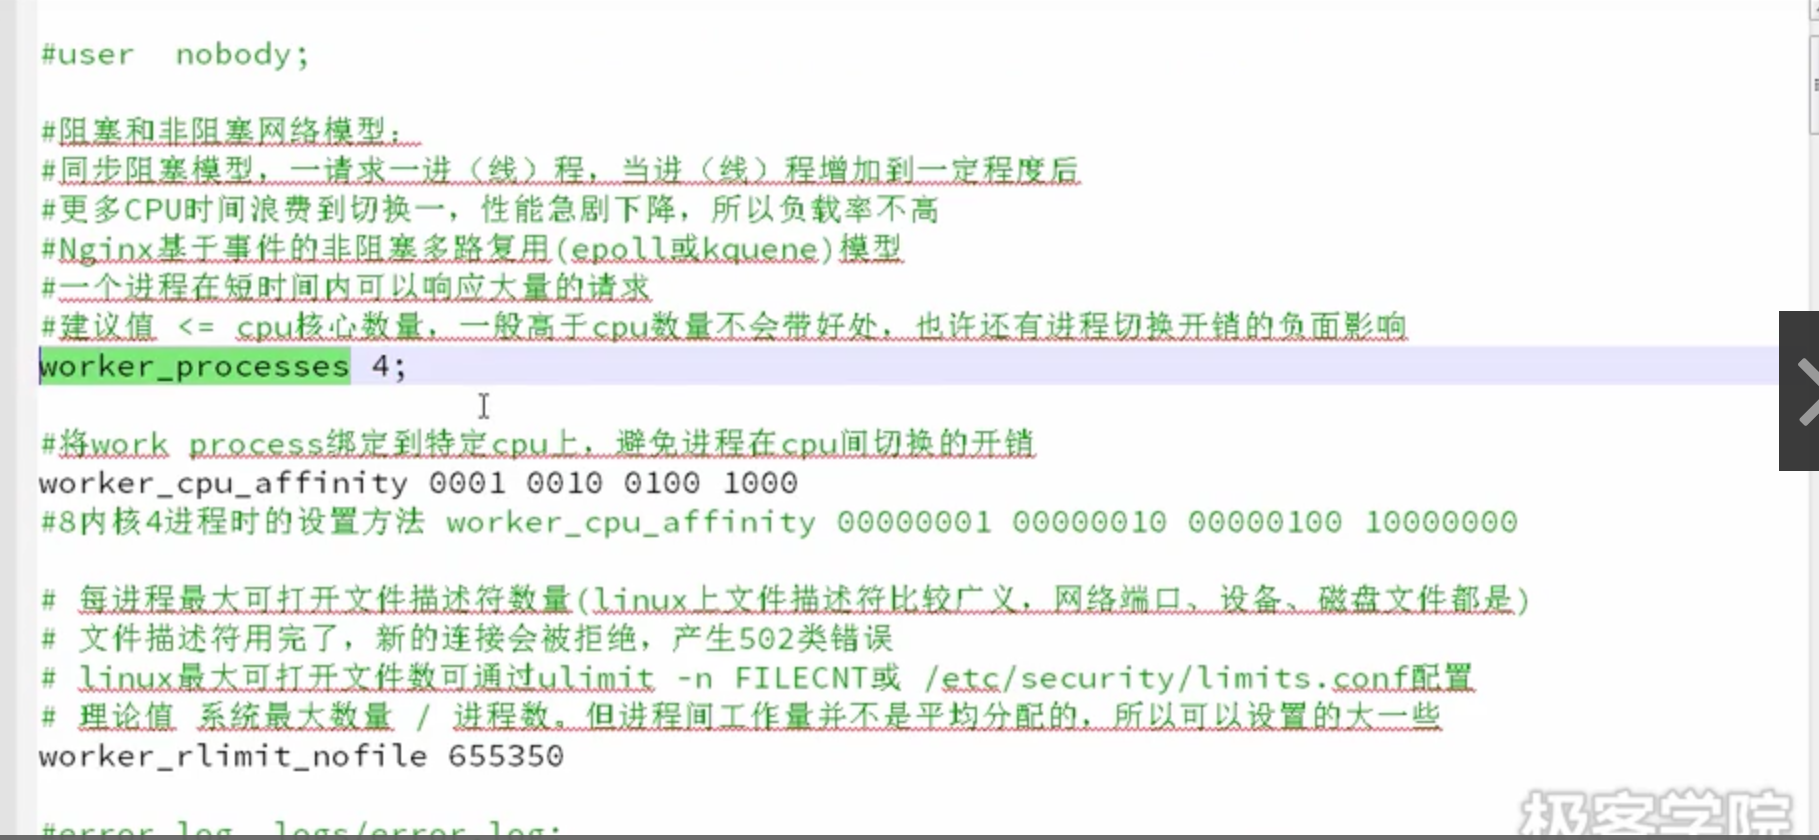 #user  nobody;
#阻塞和非阻塞网络模型：
#同步阻塞模型，一请求一进（线）程，当进（线）程增加到一定程度后
#更多CPU时间浪费到切换一，性能急剧下降，所以负载率不高
#Nginx基于事件的非阻塞多路复用(epoll或kquene)模型
#一个进程在短时间内可以响应大量的请求
#建议值 <= cpu核心数量，一般高于cpu数量不会带好处，也许还有进程切换开销的负面影响
worker_processes 4;
#将work process绑定到特定cpu上，避免进程在cpu间切换的开销
worker_cpu_affinity 0001 0010 0100 1000
#8内核4进程时的设置方法 worker_cpu_affinity 00000001 00000010 00000100 10000000
# 每进程最大可打开文件描述符数量(linux上文件描述符比较广义，网络端口、设备、磁盘文件都是)
# 文件描述符用完了，新的连接会被拒绝，产生502类错误
# linux最大可打开文件数可通过ulimit -n FILECNT或 /etc/security/limits.conf配置
# 理论值 系统最大数量 / 进程数。但进程间工作量并不是平均分配的，所以可以设置的大一些
worker_rlimit_nofile 655350
#error_log  logs/error.log;
极客学院